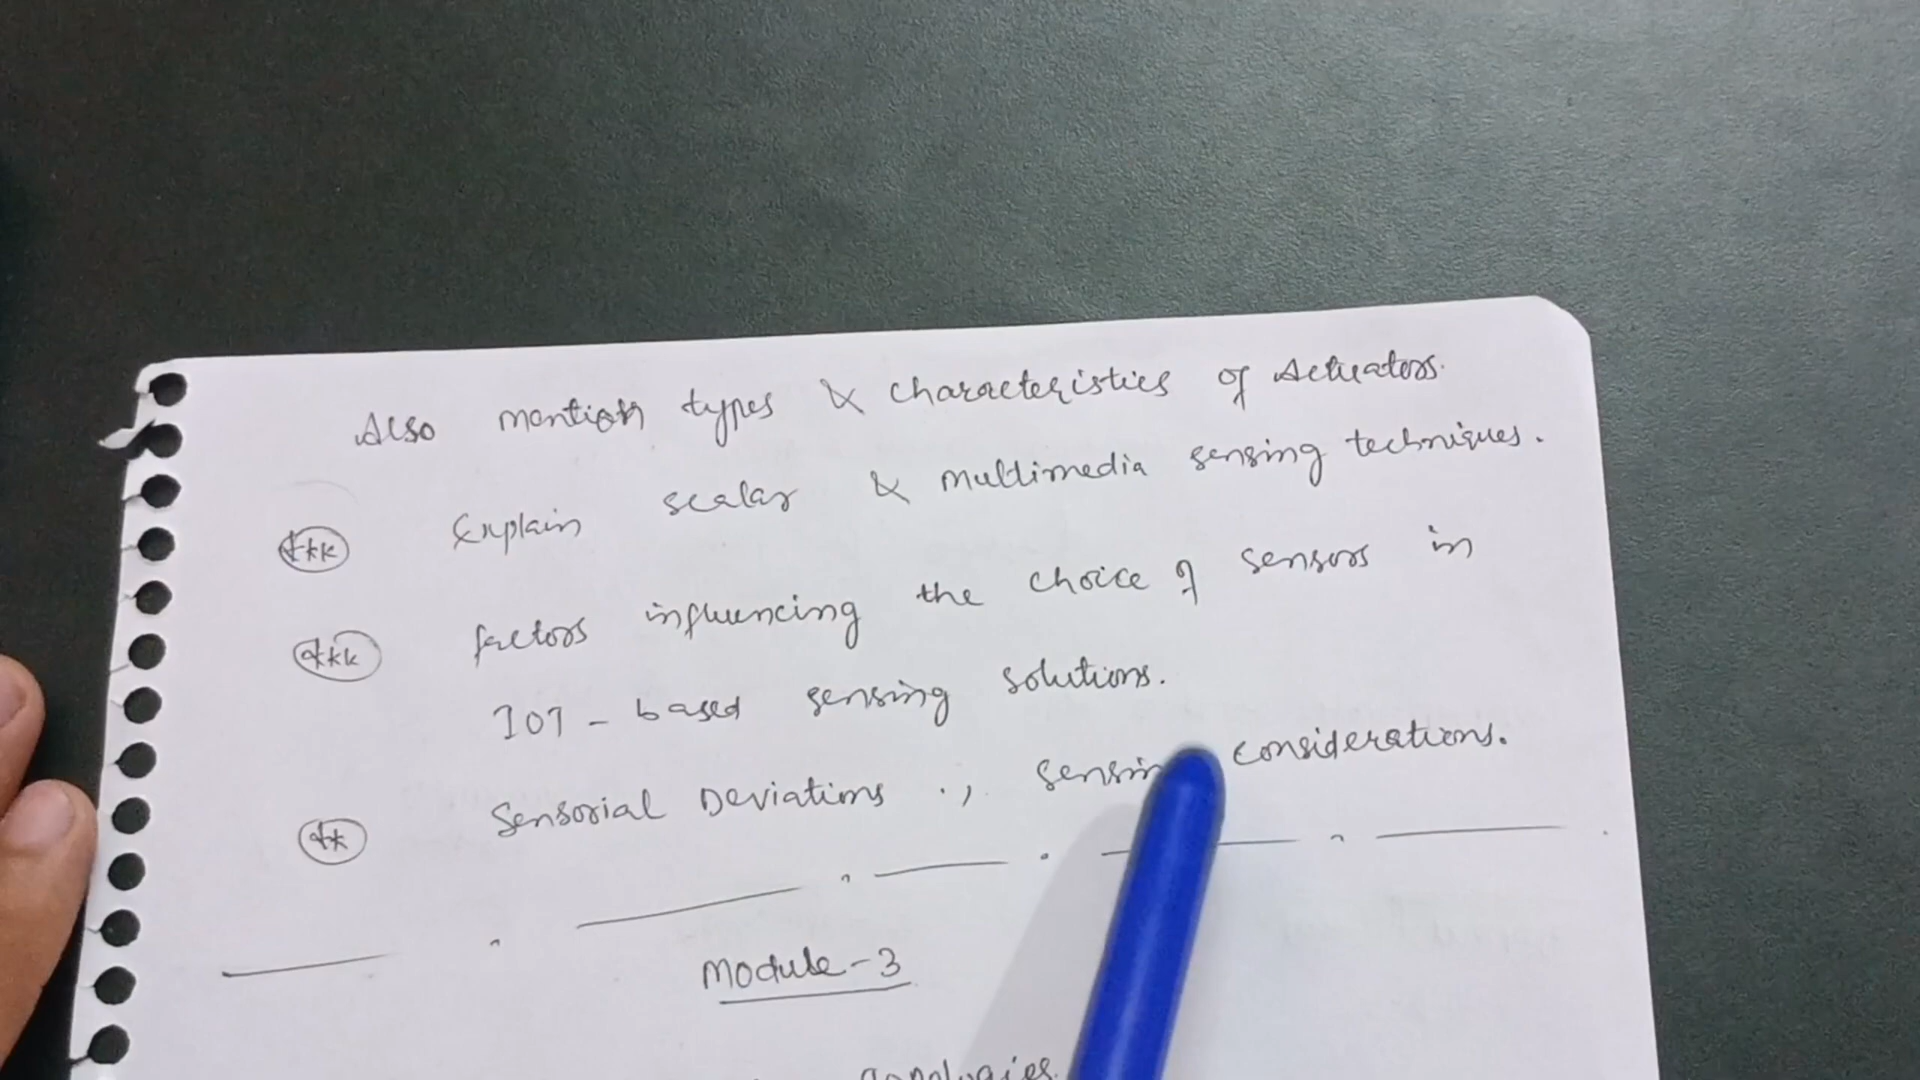 Also mention types & characteristics of Actuators.
*** Explain scalar & multimedia sensing techniques.
*** factors influencing the choice of sensors in
IOT - based sensing solutions.
** Sensorial Deviations ., sensing considerations.
Module-3